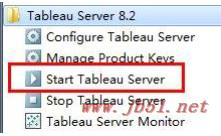 Tableau Server 8.2
Configure Tableau Server
Manage Product Keys
Start Tableau Server
Stop Tableau Server
www.jb51.net
Tableau Server Monitor